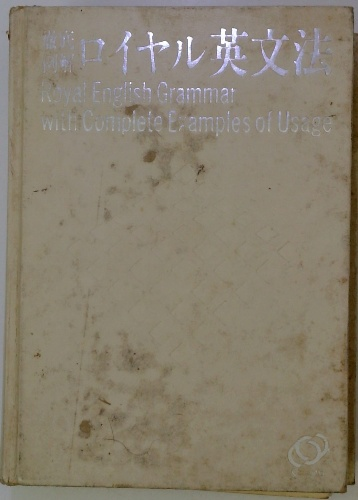 徹底例解 ロイヤル英文法
Royal English Grammar
with Complete Examples of Usage